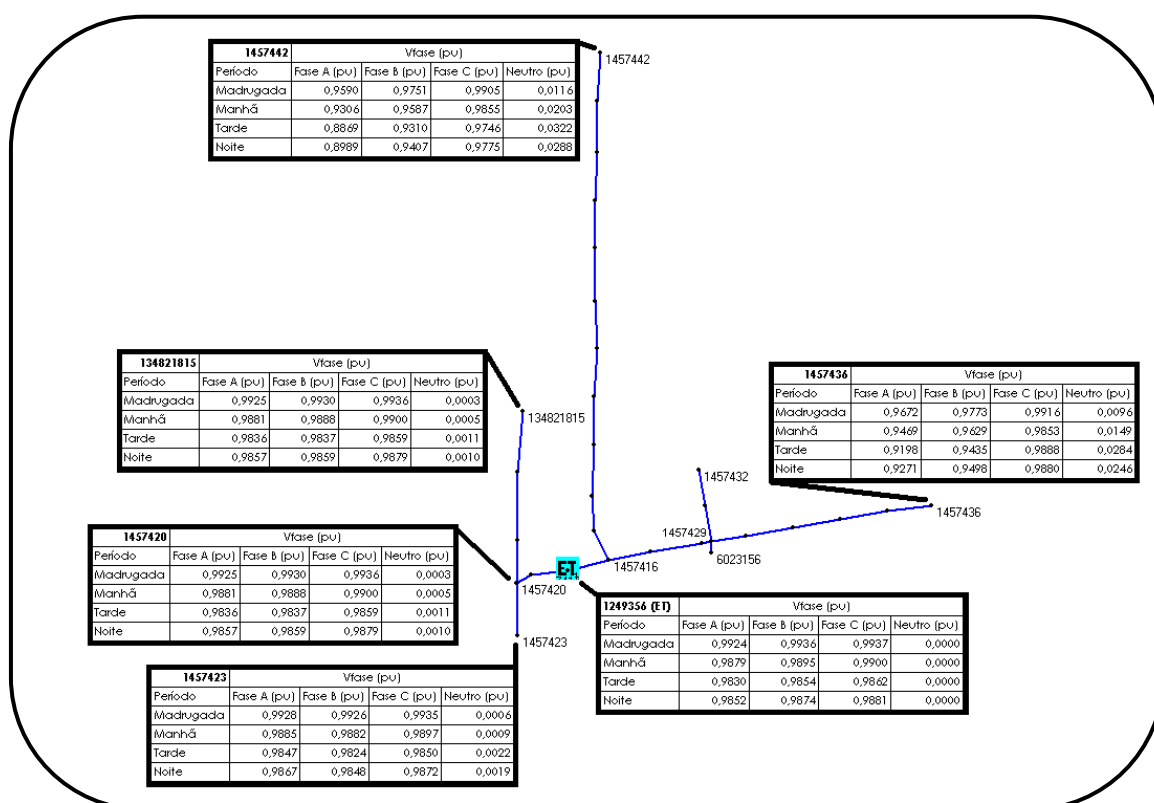 1457442 Vfase (pu)
Período Fase A (pu) Fase B (pu) Fase C (pu) Neutro (pu)
Madrugada 0,9590 0,9751 0,9905 0,0116
Manhã 0,9306 0,9587 0,9855 0,0203
Tarde 0,8869 0,9310 0,9746 0,0322
Noite 0,8989 0,9407 0,9775 0,0288
1457442
134821815 Vfase (pu)
Período Fase A (pu) Fase B (pu) Fase C (pu) Neutro (pu)
Madrugada 0,9925 0,9930 0,9936 0,0003
Manhã 0,9881 0,9888 0,9900 0,0005
Tarde 0,9836 0,9837 0,9859 0,0011
Noite 0,9857 0,9859 0,9879 0,0010
134821815
1457436 Vfase (pu)
Período Fase A (pu) Fase B (pu) Fase C (pu) Neutro (pu)
Madrugada 0,9672 0,9773 0,9916 0,0096
Manhã 0,9469 0,9629 0,9853 0,0149
Tarde 0,9198 0,9435 0,9888 0,0284
Noite 0,9271 0,9498 0,9880 0,0246
1457432
1457436
1457429
6023156
1457420 Vfase (pu)
Período Fase A (pu) Fase B (pu) Fase C (pu) Neutro (pu)
Madrugada 0,9925 0,9930 0,9936 0,0003
Manhã 0,9881 0,9888 0,9900 0,0005
Tarde 0,9836 0,9837 0,9859 0,0011
Noite 0,9857 0,9859 0,9879 0,0010
E-T
1457416
1457420
1249356 (ET) Vfase (pu)
Período Fase A (pu) Fase B (pu) Fase C (pu) Neutro (pu)
Madrugada 0,9924 0,9936 0,9937 0,0000
Manhã 0,9879 0,9895 0,9900 0,0000
Tarde 0,9830 0,9854 0,9862 0,0000
Noite 0,9852 0,9874 0,9881 0,0000
1457423
1457423 Vfase (pu)
Período Fase A (pu) Fase B (pu) Fase C (pu) Neutro (pu)
Madrugada 0,9928 0,9926 0,9935 0,0006
Manhã 0,9885 0,9882 0,9897 0,0009
Tarde 0,9847 0,9824 0,9850 0,0022
Noite 0,9867 0,9848 0,9872 0,0019